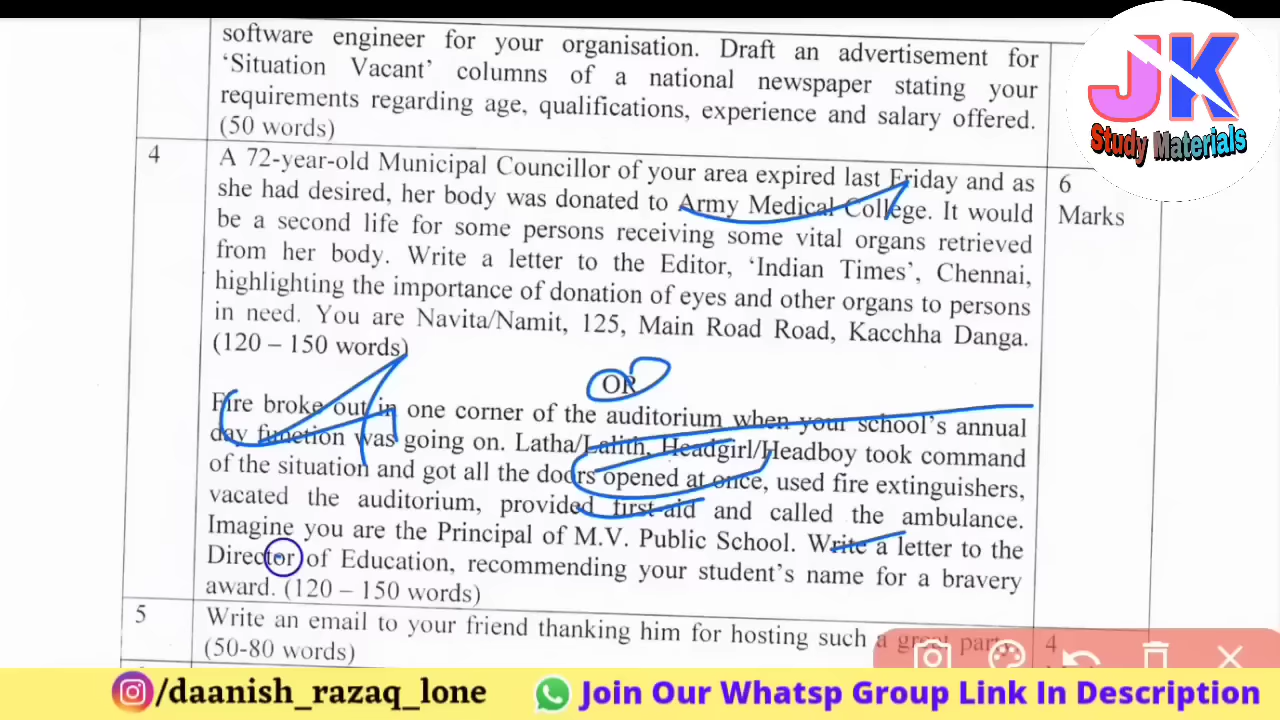 software engineer for your organisation. Draft an advertisement for
'Situation Vacant' columns of a national newspaper stating your
requirements regarding age, qualifications, experience and salary offered.
(50 words)
JK
Study Materials
4
A 72-year-old Municipal Councillor of your area expired last Friday and as
she had desired, her body was donated to Army Medical College. It would
be a second life for some persons receiving some vital organs retrieved
from her body. Write a letter to the Editor, 'Indian Times', Chennai,
highlighting the importance of donation of eyes and other organs to persons
in need. You are Navita/Namit, 125, Main Road Road, Kacchha Danga.
(120 – 150 words)
6
Marks
OR
Fire broke out in one corner of the auditorium when your school's annual
day function was going on. Latha/Lalith, Headgirl/Headboy took command
of the situation and got all the doors opened at once, used fire extinguishers,
vacated the auditorium, provided first-aid and called the ambulance.
Imagine you are the Principal of M.V. Public School. Write a letter to the
Director of Education, recommending your student's name for a bravery
award. (120 – 150 words)
5
Write an email to your friend thanking him for hosting such a great party.
(50-80 words)
4
/daanish_razaq_lone
Join Our Whatsp Group Link In Description